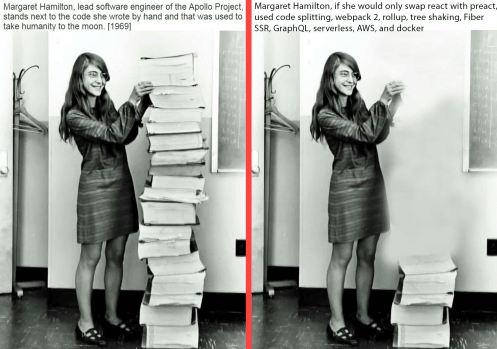 Margaret Hamilton, lead software engineer of the Apollo Project,
stands next to the code she wrote by hand and that was used to
take humanity to the moon. [1969]
Margaret Hamilton, if she would only swap react with preact,
used code splitting, webpack 2, rollup, tree shaking, Fiber
SSR, GraphQL, serverless, AWS, and docker